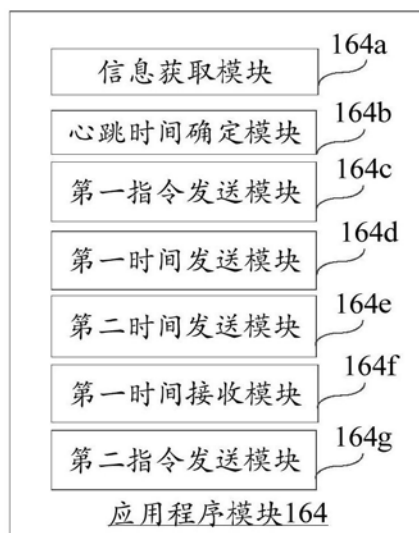 164a
信息获取模块
164b
心跳时间确定模块
164c
第一指令发送模块
164d
第一时间发送模块
164e
第二时间发送模块
164f
第一时间接收模块
164g
第二指令发送模块
应用程序模块164